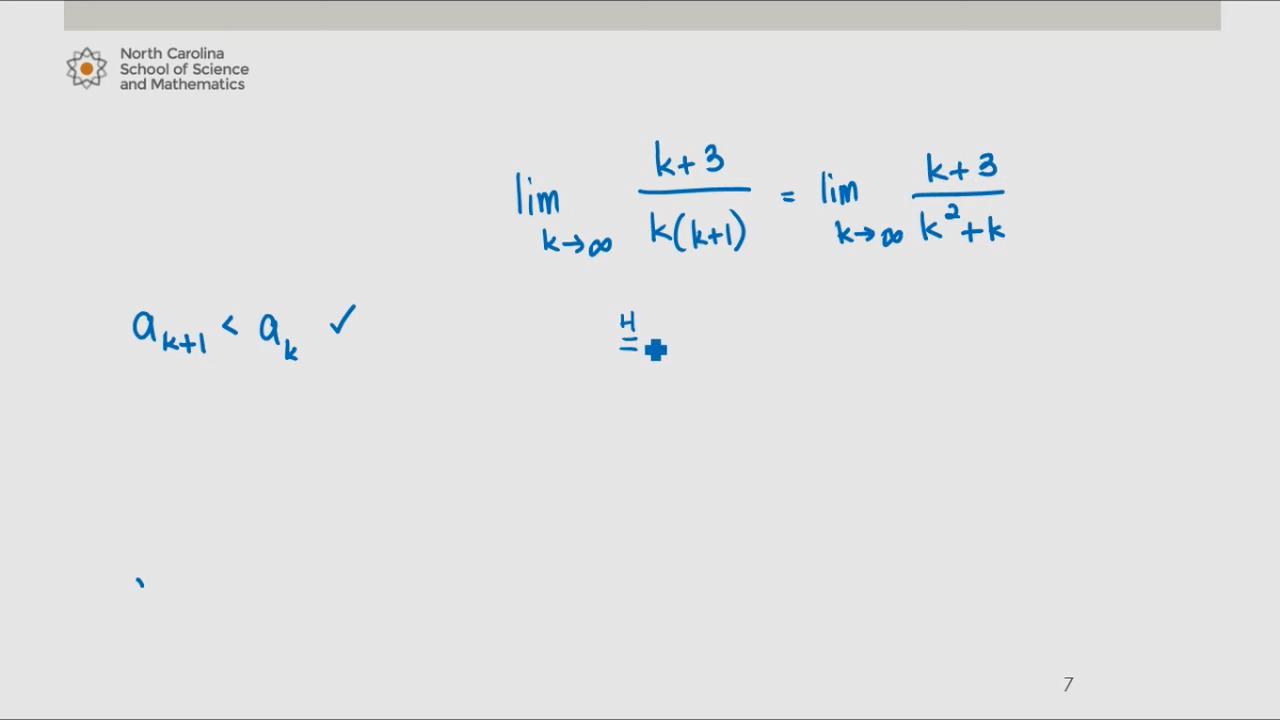 North Carolina
School of Science
and Mathematics
lim k→∞ (k+3)/(k(k+1)) = lim k→∞ (k+3)/(k²+k)
a_{k+1} < a_k ✓
H
=
7